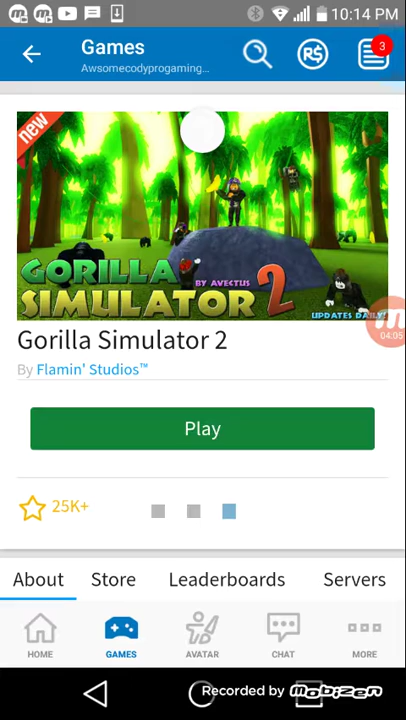 10:14 PM
Games
Awsomecodyprogaming...
R$
3
new
GORILLA
BY AVECTUS
SIMULATOR 2
UPDATES DAILY!
04:05
Gorilla Simulator 2
By Flamin' Studios™
Play
25K+
About Store Leaderboards Servers
HOME GAMES AVATAR CHAT MORE
Recorded by Mobizen